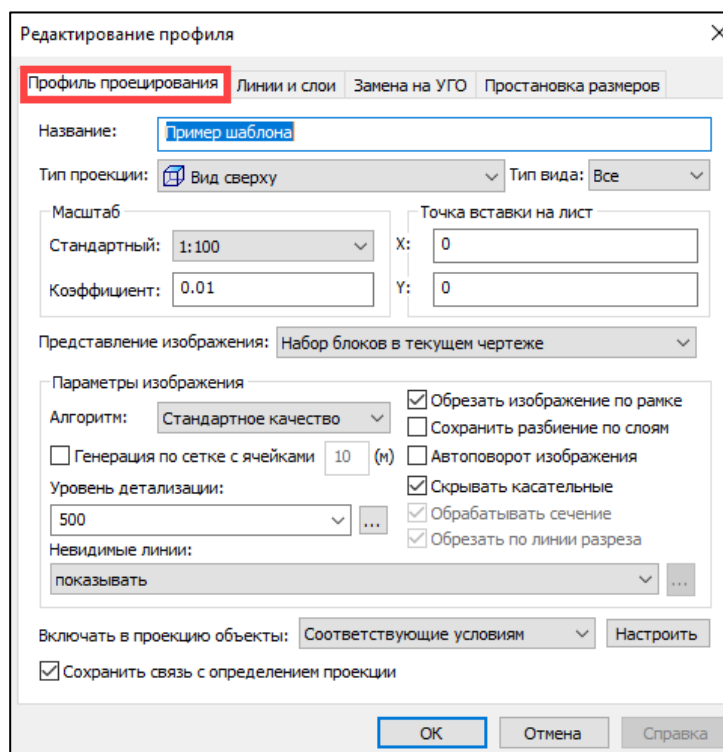 Редактирование профиля
Профиль проецирования Линии и слои Замена на УГО Простановка размеров
Название: Пример шаблона
Тип проекции: Вид сверху Тип вида: Все
Масштаб Точка вставки на лист
Стандартный: 1:100 X: 0
Коэффициент: 0.01 Y: 0
Представление изображения: Набор блоков в текущем чертеже
Параметры изображения
Алгоритм: Стандартное качество
Генерация по сетке с ячейками 10 (м)
Уровень детализации:
500 ...
Обрезать изображение по рамке
Сохранить разбиение по слоям
Автоповорот изображения
Скрывать касательные
Обрабатывать сечение
Обрезать по линии разреза
Невидимые линии:
показывать ...
Включать в проекцию объекты: Соответствующие условиям Настроить
Сохранить связь с определением проекции
ОК Отмена Справка